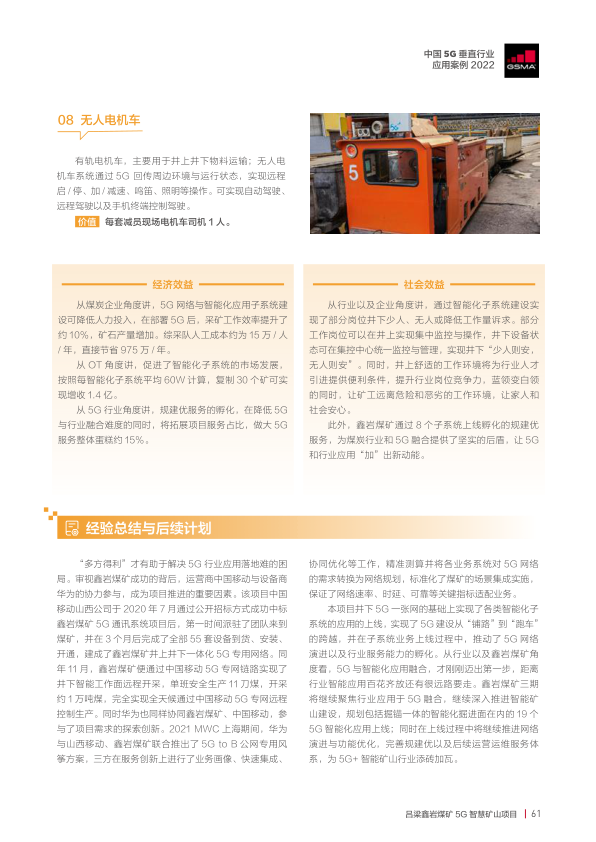 中国 5G 垂直行业
应用案例 2022
GSMA
08 无人电机车
有轨电机车，主要用于井上井下物料运输；无人电
机车系统通过 5G 回传周边环境与运行状态，实现远程
启 / 停、加 / 减速、鸣笛、照明等操作。可实现自动驾驶、
远程驾驶以及手机终端控制驾驶。
价值 每套减员现场电机车司机 1 人。
5
经济效益
从煤炭企业角度讲，5G 网络与智能化应用子系统建
设可降低人力投入，在部署 5G 后，采矿工作效率提升了
约 10%，矿石产量增加。综采队人工成本约为 15 万 / 人
/ 年，直接节省 975 万 / 年。
从 OT 角度讲，促进了智能化子系统的市场发展，
按照每智能化子系统平均 60W 计算，复制 30 个矿可实
现增收 1.4 亿。
从 5G 行业角度讲，规建优服务的孵化，在降低 5G
与行业融合难度的同时，将拓展项目服务占比，做大 5G
服务整体蛋糕约 15%。
社会效益
从行业以及企业角度讲，通过智能化子系统建设实
现了部分岗位井下少人、无人或降低工作量诉求。部分
工作岗位可以在井上实现集中监控与操作，井下设备状
态可在集控中心统一监控与管理，实现井下“少人则安，
无人则安”。同时，井上舒适的工作环境将为行业人才
引进提供便利条件，提升行业岗位竞争力，蓝领变白领
的同时，让矿工远离危险和恶劣的工作环境，让家人和
社会安心。
此外，鑫岩煤矿通过 8 个子系统上线孵化的规建优
服务，为煤炭行业和 5G 融合提供了坚实的后盾，让 5G
和行业应用“加”出新动能。
经验总结与后续计划
“多方得利”才有助于解决 5G 行业应用落地难的困
局。审视鑫岩煤矿成功的背后，运营商中国移动与设备商
华为的协力参与，成为项目推进的重要因素。该项目中国
移动山西公司于 2020 年 7 月通过公开招标方式成功中标
鑫岩煤矿 5G 通讯系统项目后，第一时间派驻了团队来到
煤矿，并在 3 个月后完成了全部 55 套设备到货、安装、
开通，建成了鑫岩煤矿井上井下一体化 5G 专用网络。同
年 11 月，鑫岩煤矿便通过中国移动 5G 专网链路实现了
井下智能工作面远程开采，单班安全生产 11 刀煤，开采
约 1 万吨煤，完全实现全天候通过中国移动 5G 专网远程
控制生产。同时华为也同样协同鑫岩煤矿、中国移动，参
与了项目需求的探索创新。2021 MWC 上海期间，华为
与山西移动、鑫岩煤矿联合推出了 5G to B 公网专用风
筝方案，三方在服务创新上进行了业务画像、快速集成、
协同优化等工作，精准测算并将各业务系统对 5G 网络
的需求转换为网络规划，标准化了煤矿的场景集成实施，
保证了网络速率、时延、可靠等关键指标适配业务。
本项目井下 5G 一张网的基础上实现了各类智能化子
系统的应用的上线，实现了 5G 建设从“铺路”到“跑车”
的跨越，并在子系统业务上线过程中，推动了 5G 网络
演进以及行业服务能力的孵化。从行业以及鑫岩煤矿角
度看，5G 与智能化应用融合，才刚刚迈出第一步，距离
行业智能应用百花齐放还有很远路要走。鑫岩煤矿三期
将继续聚焦行业应用于 5G 融合，继续深入推进智能矿
山建设，规划包括掘锚一体的智能化掘进面在内的 19 个
5G 智能化应用上线；同时在上线过程中将继续推进网络
演进与功能优化，完善规建优以及后续运营运维服务体
系，为 5G+ 智能矿山行业添砖加瓦。
吕梁鑫岩煤矿 5G 智慧矿山项目 | 61